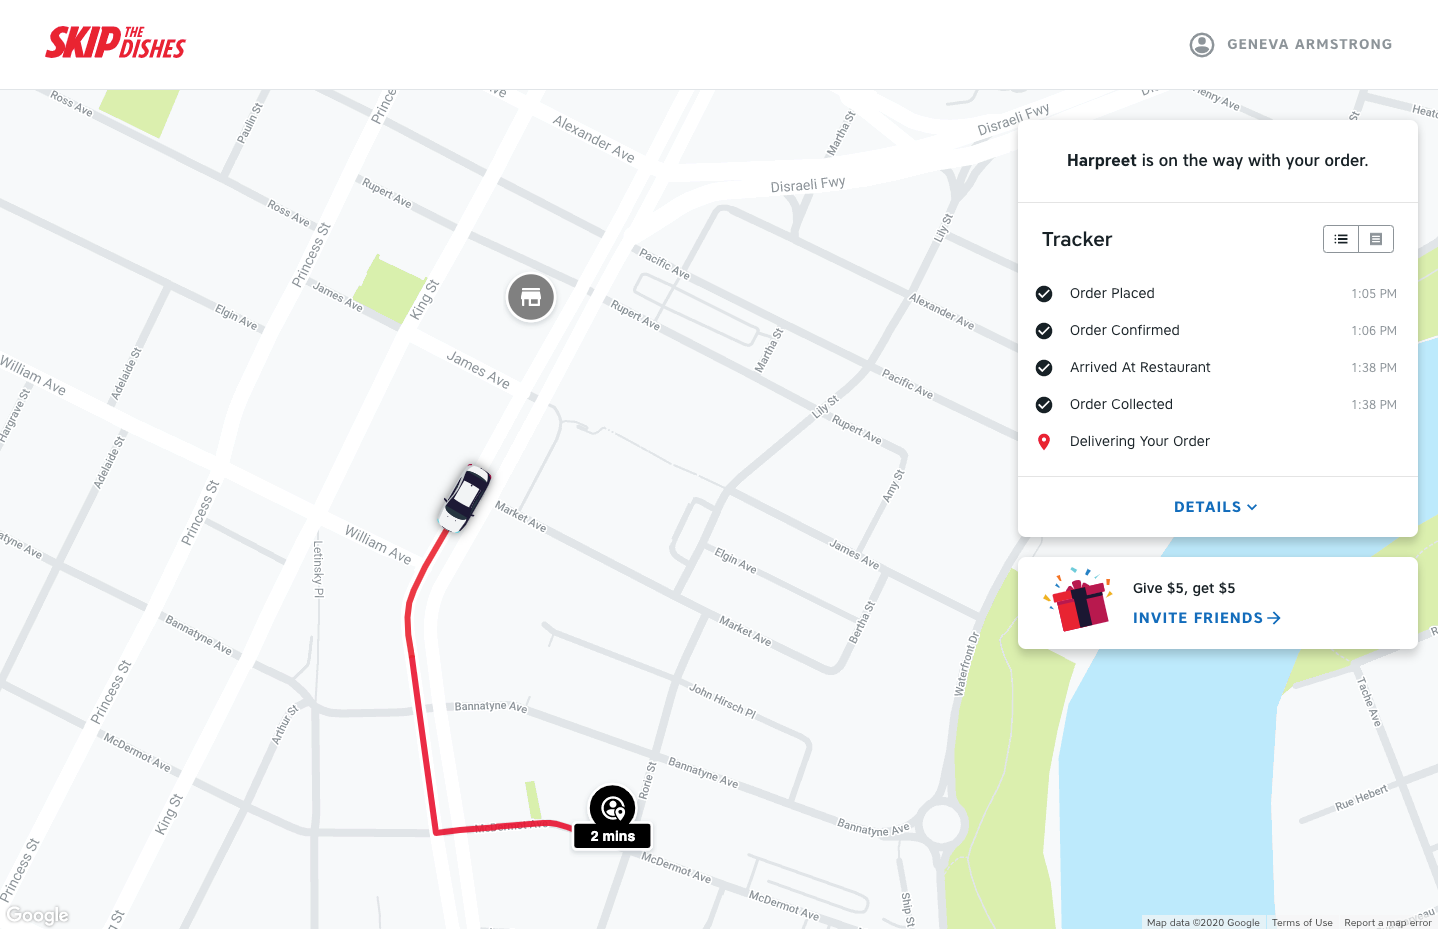 SKIP THE DISHES
GENEVA ARMSTRONG
Ross Ave
Paulin St
Alexander Ave
Martha St
Disraeli Fwy
Henry Ave
Disraeli Fwy
Rupert Ave
Ross Ave
Princess St
Lily St
Pacific Ave
James Ave
King St
Elgin Ave
Rupert Ave
Alexander Ave
Martha St
James Ave
William Ave
Adelaide St
Pacific Ave
Hargrave St
Lily St
Rupert Ave
Adelaide St
Amy St
Princess St
Market Ave
William Ave
James Ave
Elgin Ave
Letinsky Pl
Bannatyne Ave
Market Ave
Bertha St
Waterfront Dr
Princess St
John Hirsch Pl
Bannatyne Ave
Arthur St
Tache Ave
McDermot Ave
Bannatyne Ave
Rorie St
Rue Hebert
King St
McDermot Ave
Bannatyne Ave
2 mins
Princess St
McDermot Ave
McDermot Ave
Ship St
Harpreet is on the way with your order.
Tracker
Order Placed 1:05 PM
Order Confirmed 1:06 PM
Arrived At Restaurant 1:38 PM
Order Collected 1:38 PM
Delivering Your Order
DETAILS
Give $5, get $5
INVITE FRIENDS
Google
Map data ©2020 Google
Terms of Use
Report a map error